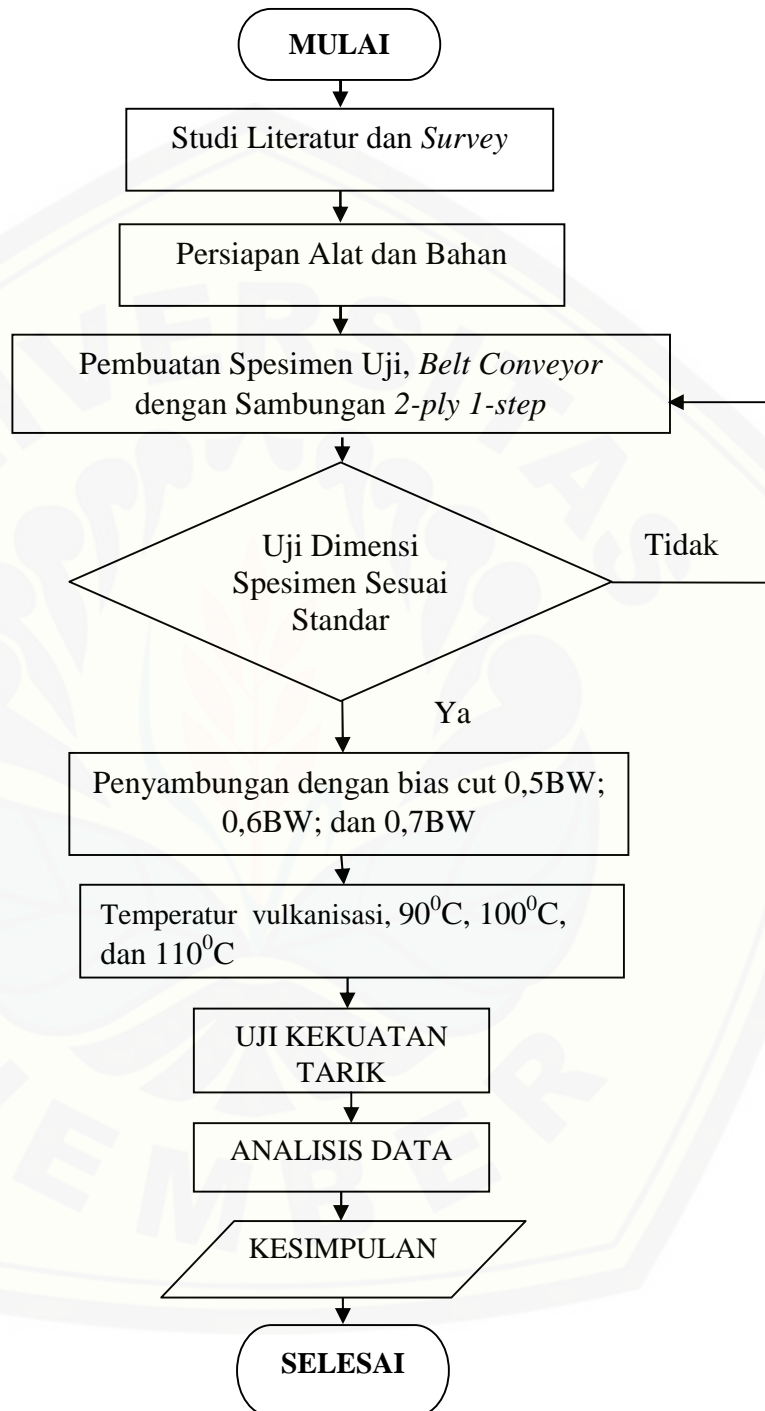 MULAI
Studi Literatur dan Survey
Persiapan Alat dan Bahan
Pembuatan Spesimen Uji, Belt Conveyor
dengan Sambungan 2-ply 1-step
Uji Dimensi
Spesimen Sesuai
Standar
Tidak
Ya
Penyambungan dengan bias cut 0,5BW;
0,6BW; dan 0,7BW
Temperatur vulkanisasi, 90⁰C, 100⁰C,
dan 110⁰C
UJI KEKUATAN
TARIK
ANALISIS DATA
KESIMPULAN
SELESAI